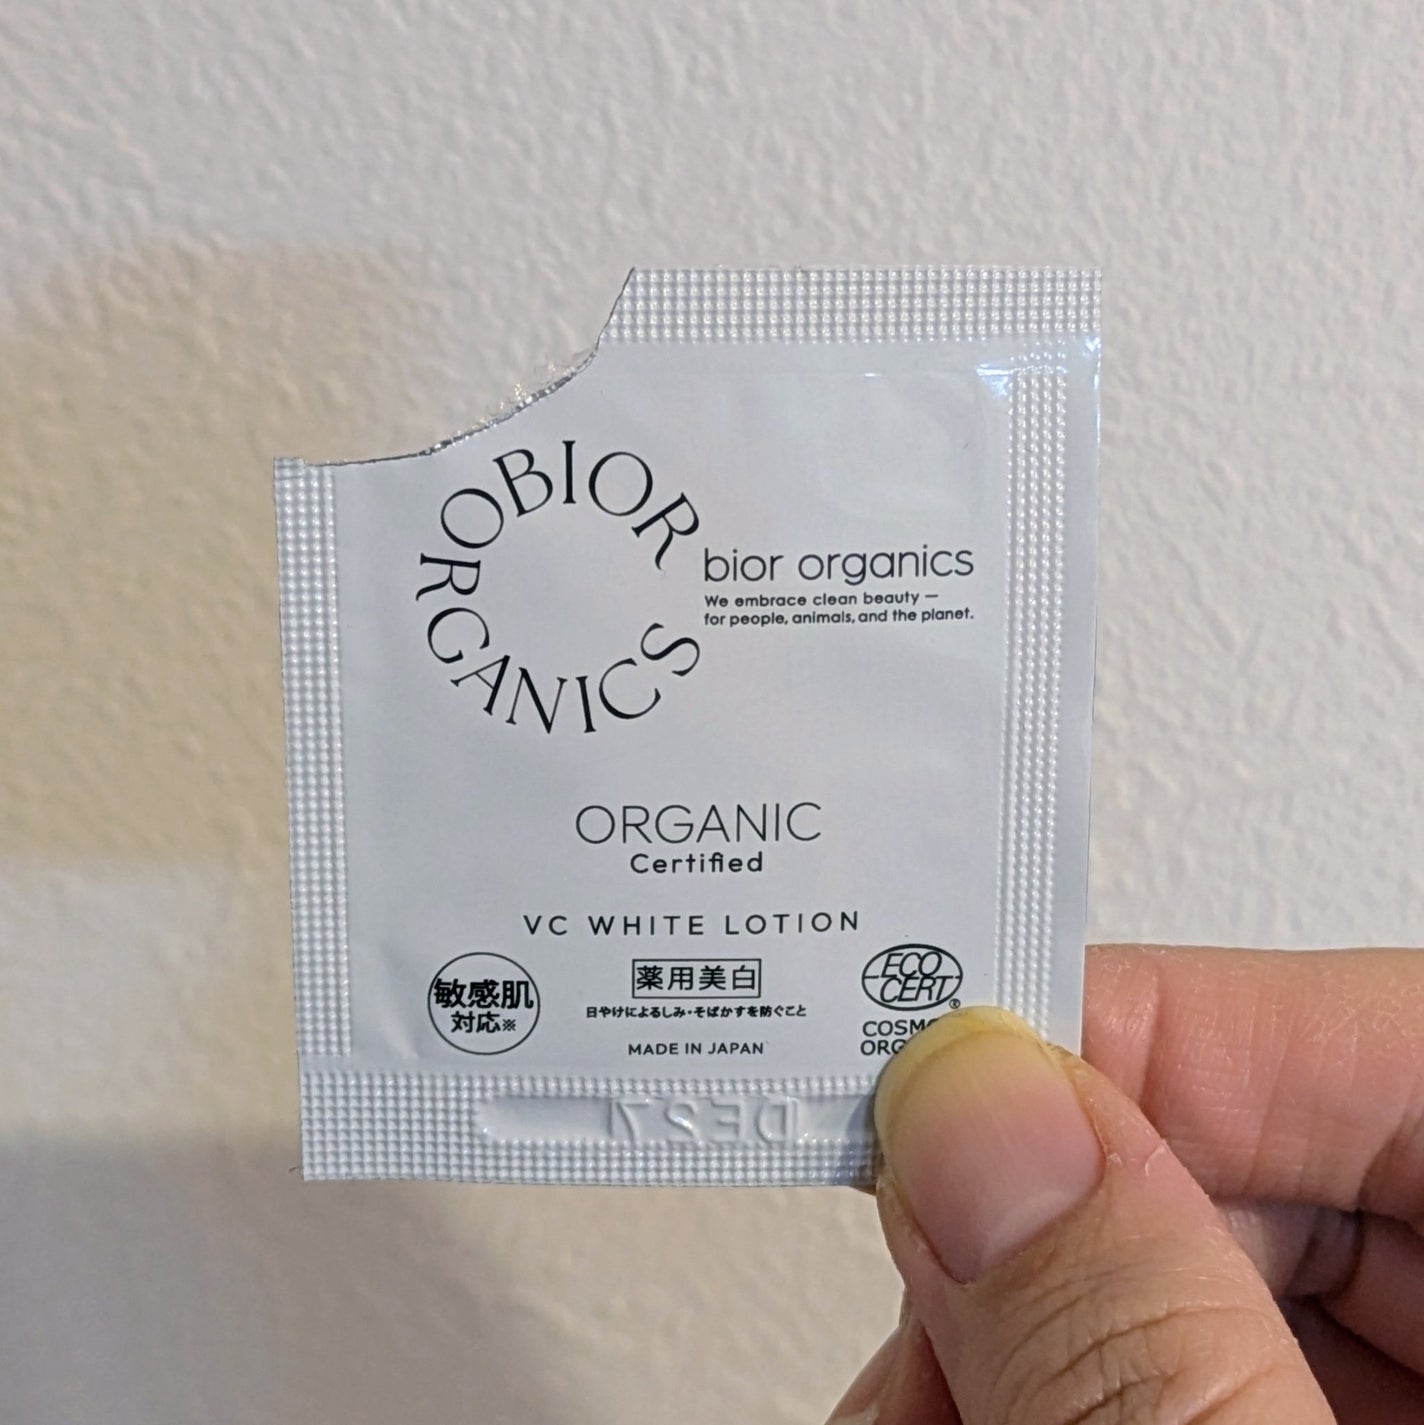 BIOR ORGANICS
bior organics
We embrace clean beauty —
for people, animals, and the planet.
ORGANIC
Certified
VC WHITE LOTION
敏感肌
対応※
薬用美白
日やけによるしみ・そばかすを防ぐこと
MADE IN JAPAN
ECO
CERT®